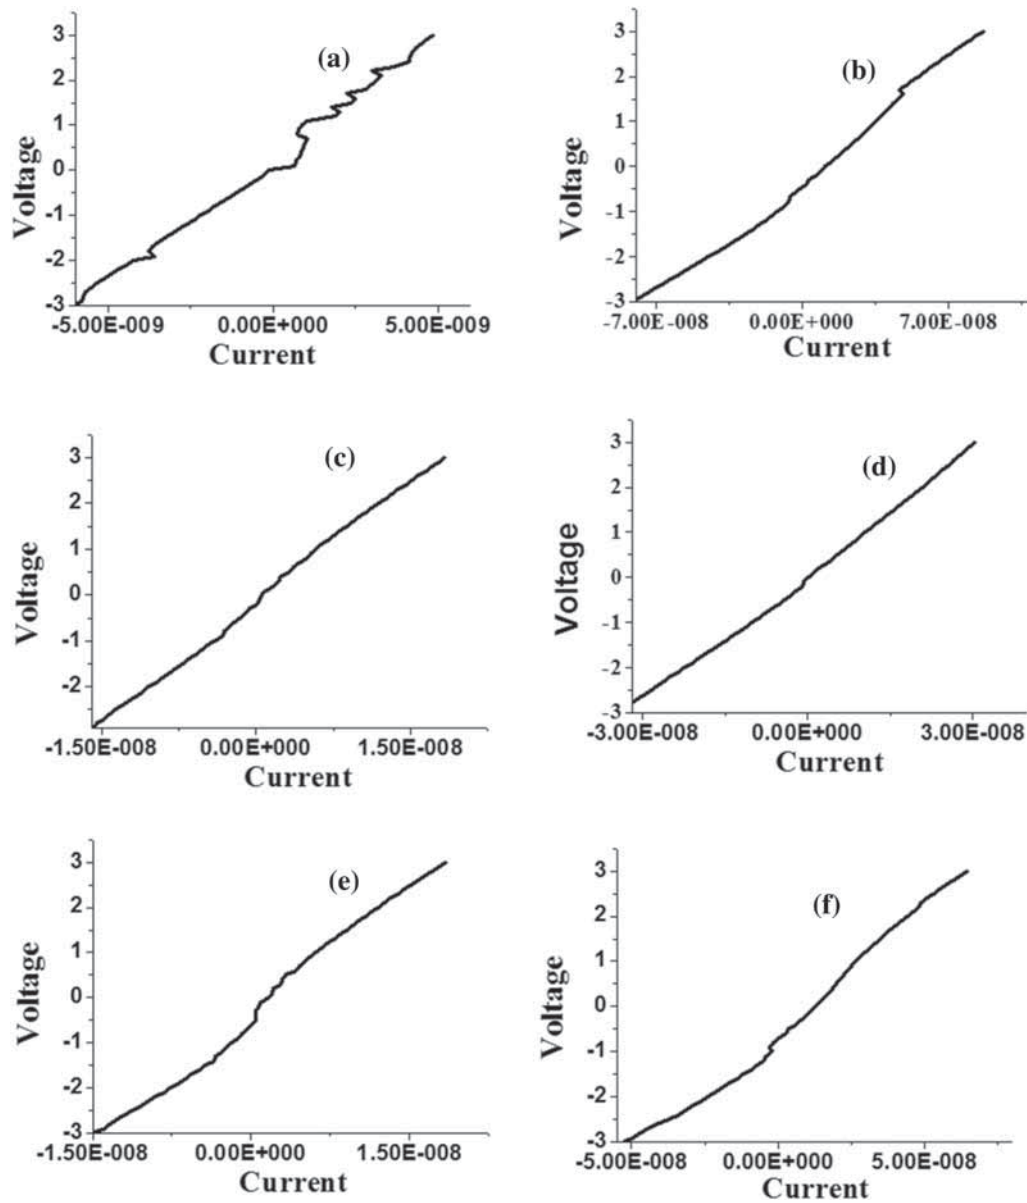 (a)
3
2
1
0
-1
-2
-3
Voltage
-5.00E-009 0.00E+000 5.00E-009
Current
(b)
3
2
1
0
-1
-2
-3
Voltage
-7.00E-008 0.00E+000 7.00E-008
Current
(c)
3
2
1
0
-1
-2
Voltage
-1.50E-008 0.00E+000 1.50E-008
Current
(d)
3
2
1
0
-1
-2
-3
Voltage
-3.00E-008 0.00E+000 3.00E-008
Current
(e)
3
2
1
0
-1
-2
-3
Voltage
-1.50E-008 0.00E+000 1.50E-008
Current
(f)
3
2
1
0
-1
-2
-3
Voltage
-5.00E-008 0.00E+000 5.00E-008
Current